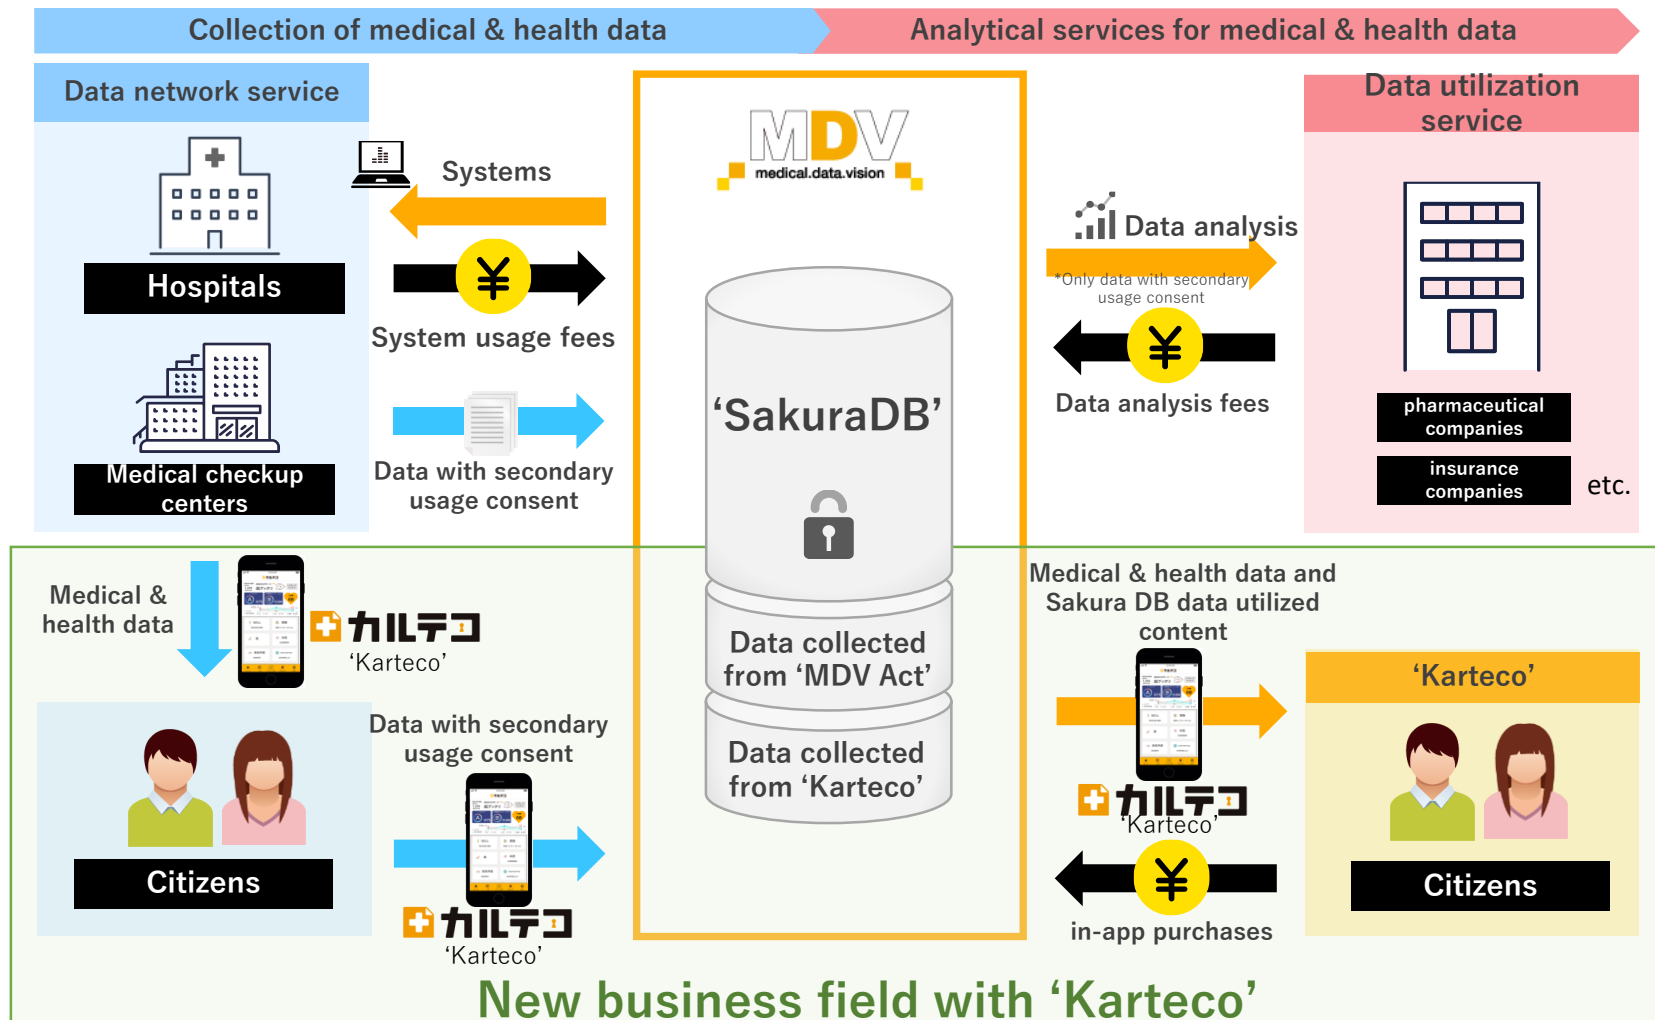 Collection of medical & health data
Analytical services for medical & health data
Data network service
Data utilization
service
MDV
medical.data.vision
Systems
Hospitals
System usage fees
Medical checkup
centers
Data with secondary
usage consent
‘SakuraDB’
Data analysis
*Only data with secondary
usage consent
Data analysis fees
pharmaceutical
companies
insurance
companies
etc.
Medical &
health data
カルテコ
‘Karteco’
Citizens
Data with secondary
usage consent
カルテコ
‘Karteco’
Data collected
from ‘MDV Act’
Data collected
from ‘Karteco’
Medical & health data and
Sakura DB data utilized
content
カルテコ
‘Karteco’
in-app purchases
‘Karteco’
Citizens
New business field with ‘Karteco’